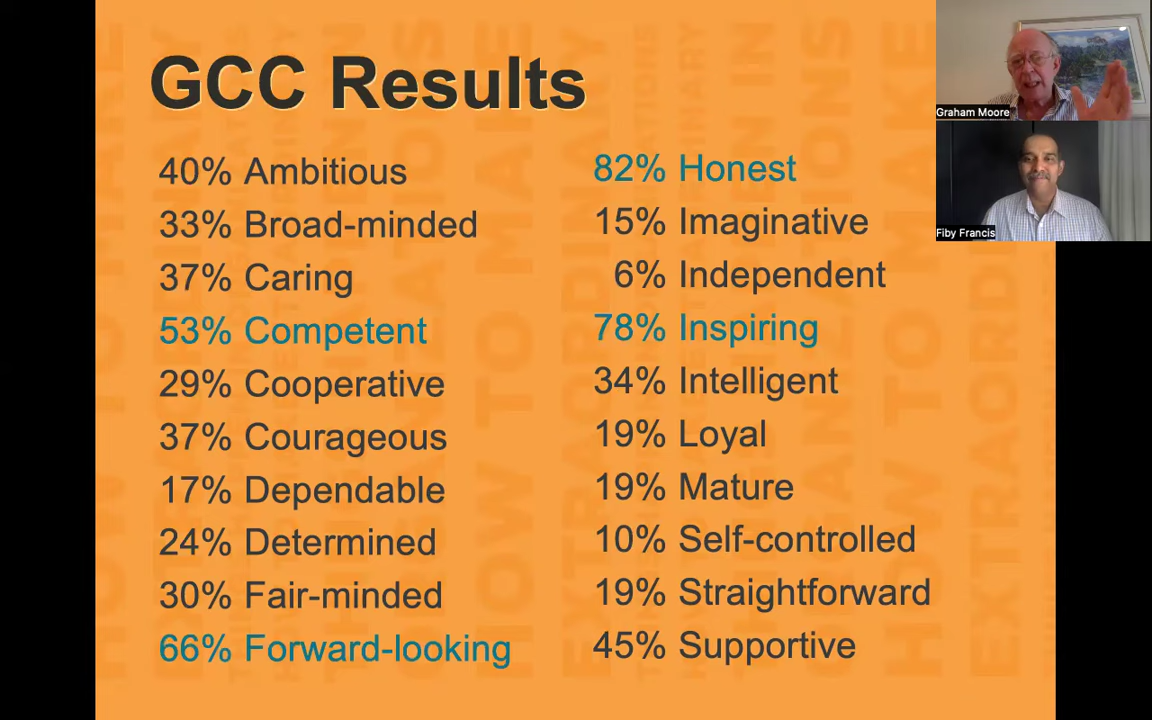 GCC Results
40% Ambitious
33% Broad-minded
37% Caring
53% Competent
29% Cooperative
37% Courageous
17% Dependable
24% Determined
30% Fair-minded
66% Forward-looking
82% Honest
15% Imaginative
6% Independent
78% Inspiring
34% Intelligent
19% Loyal
19% Mature
10% Self-controlled
19% Straightforward
45% Supportive
Graham Moore
Fiby Francis